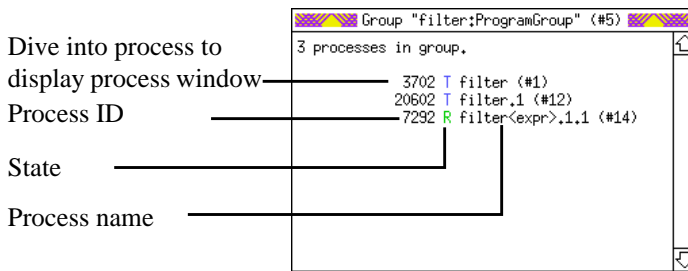 Group "filter:ProgramGroup" (#5)
3 processes in group.
Dive into process to
display process window
3702 T filter (#1)
20602 T filter.1 (#12)
Process ID
7292 R filter<expr>.1.1 (#14)
State
Process name